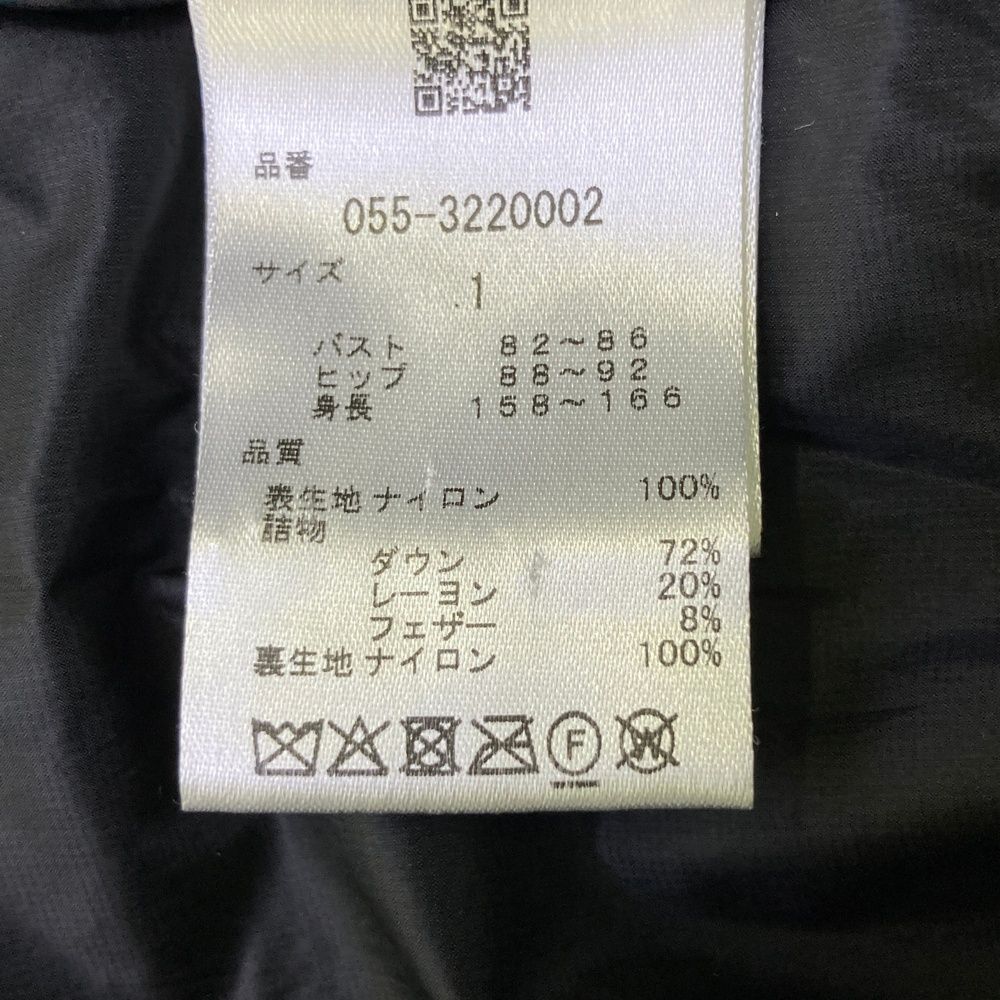 品番
055-3220002
サイズ
1
バスト 82～86
ヒップ 88～92
身長 158～166
品質
表生地 ナイロン 100%
詰物
ダウン 72%
レーヨン 20%
フェザー 8%
裏生地 ナイロン 100%
F W